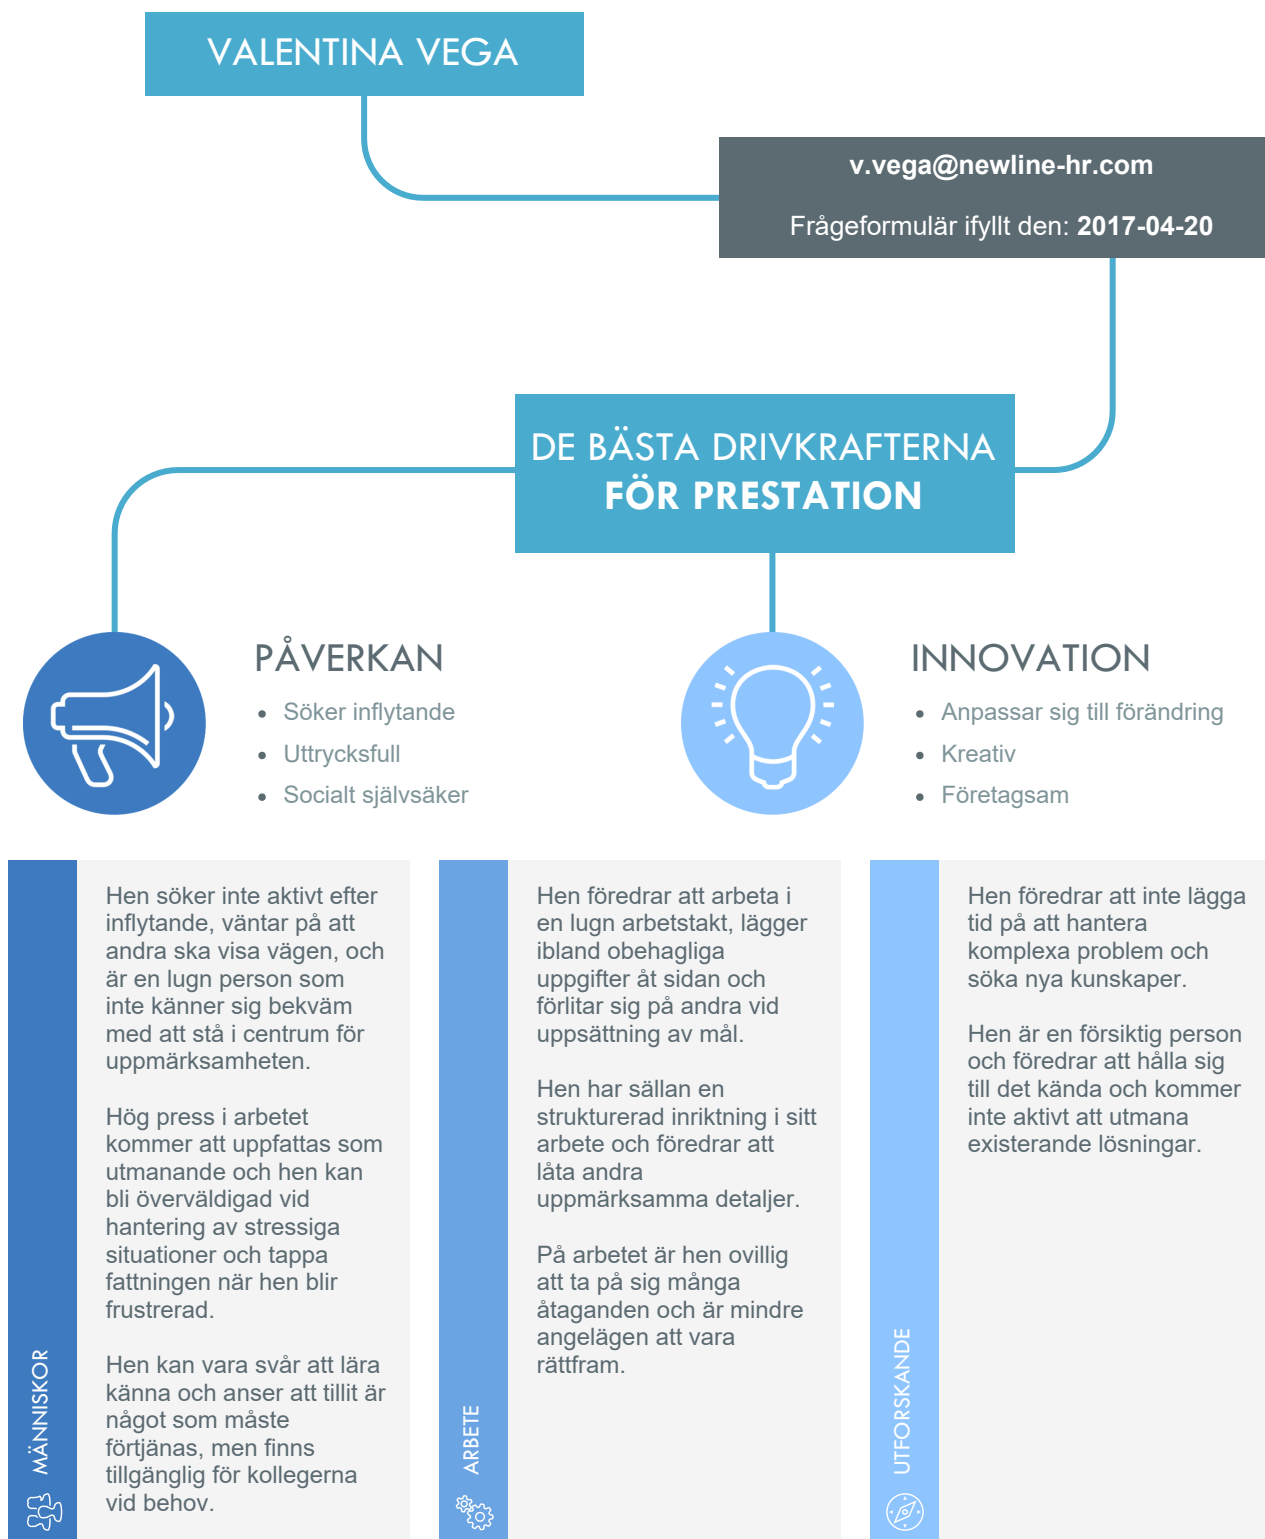 VALENTINA VEGA
v.vega@newline-hr.com
Frågeformulär ifyllt den: 2017-04-20
DE BÄSTA DRIVKRAFTERNA
FÖR PRESTATION
PÅVERKAN
• Söker inflytande
• Uttrycksfull
• Socialt självsäker
INNOVATION
• Anpassar sig till förändring
• Kreativ
• Företagsam
MÄNNISKOR
Hen söker inte aktivt efter
inflytande, väntar på att
andra ska visa vägen, och
är en lugn person som
inte känner sig bekväm
med att stå i centrum för
uppmärksamheten.
Hög press i arbetet
kommer att uppfattas som
utmanande och hen kan
bli överväldigad vid
hantering av stressiga
situationer och tappa
fattningen när hen blir
frustrerad.
Hen kan vara svår att lära
känna och anser att tillit är
något som måste
förtjänas, men finns
tillgänglig för kollegerna
vid behov.
ARBETE
Hen föredrar att arbeta i
en lugn arbetstakt, lägger
ibland obehagliga
uppgifter åt sidan och
förlitar sig på andra vid
uppsättning av mål.
Hen har sällan en
strukturerad inriktning i sitt
arbete och föredrar att
låta andra
uppmärksamma detaljer.
På arbetet är hen ovillig
att ta på sig många
åtaganden och är mindre
angelägen att vara
rättfram.
UTFORSKANDE
Hen föredrar att inte lägga
tid på att hantera
komplexa problem och
söka nya kunskaper.
Hen är en försiktig person
och föredrar att hålla sig
till det kända och kommer
inte aktivt att utmana
existerande lösningar.